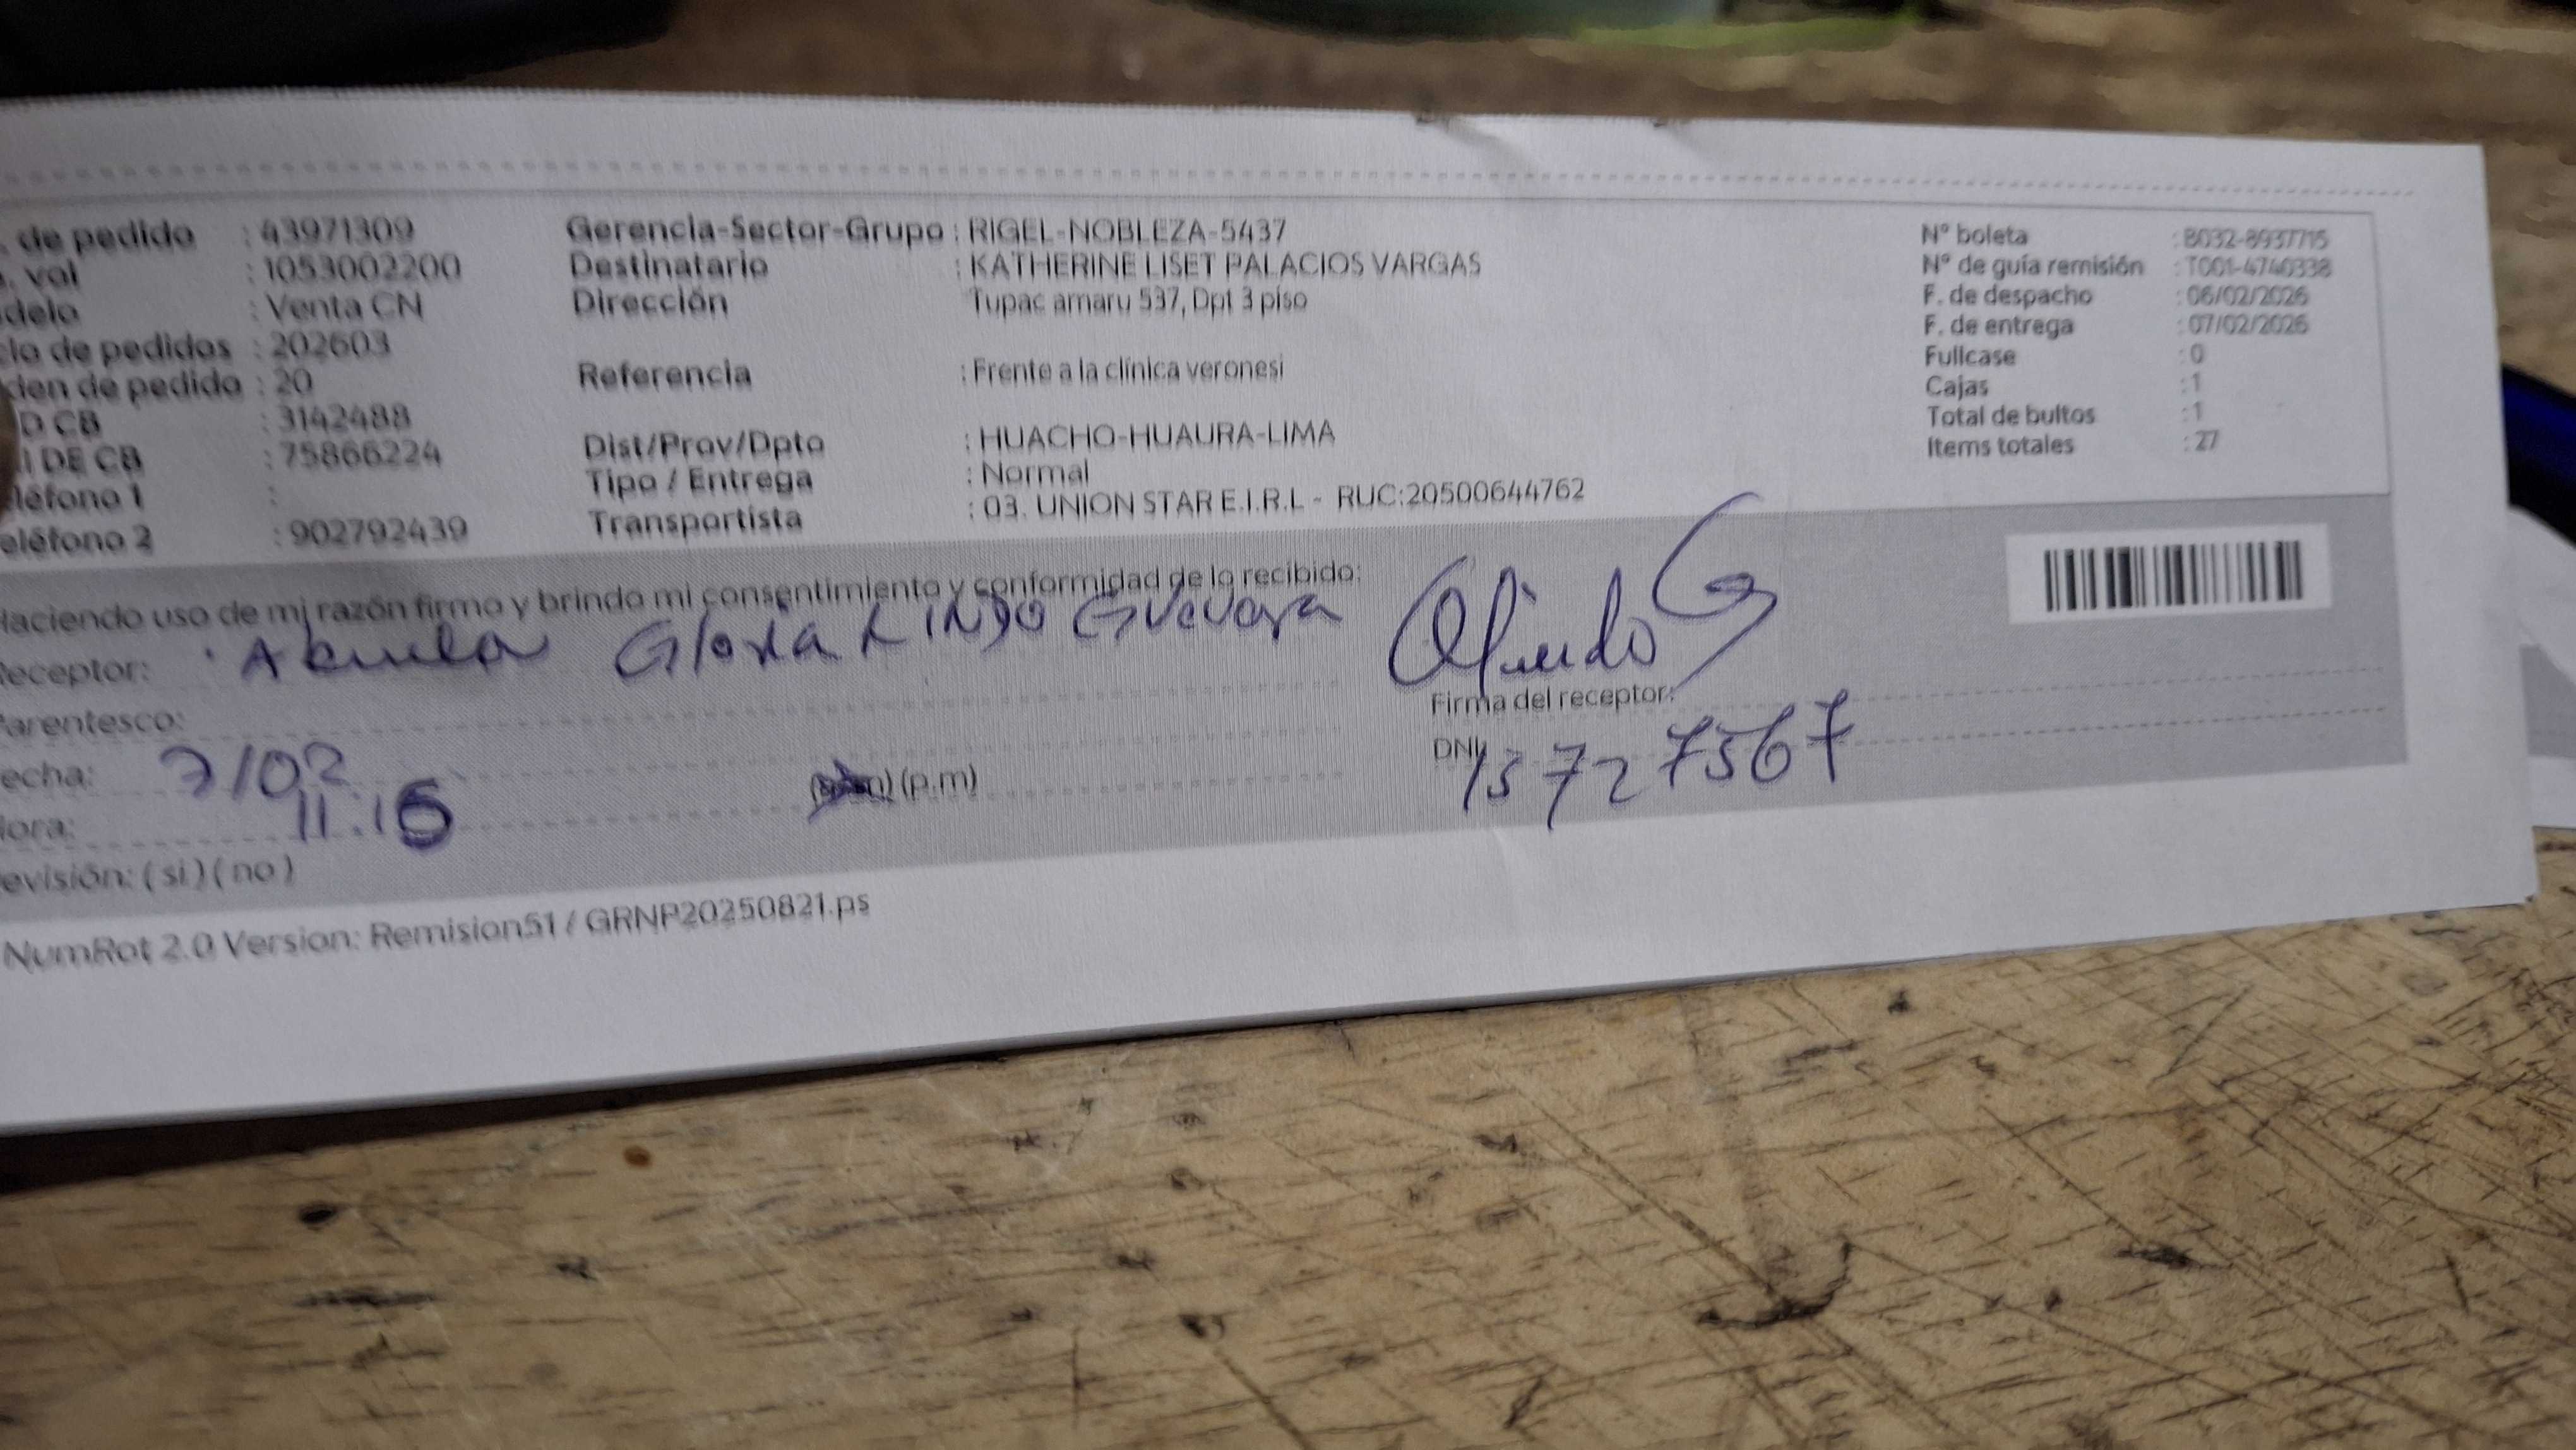 de pedido : 43971309
. val : 1053002200
delo : Venta CN
clo de pedidos : 202603
den de pedido : 20
D CB : 3142488
I DE CB : 75866224
léfono 1 :
eléfono 2 : 902792439
Gerencia-Sector-Grupo : RIGEL-NOBLEZA-5437
Destinatario : KATHERINE LISET PALACIOS VARGAS
Dirección Tupac amaru 537, Dpt 3 piso
Referencia : Frente a la clínica veronesi
Dist/Prov/Dpto : HUACHO-HUAURA-LIMA
Tipo / Entrega : Normal
Transportista : 03. UNION STAR E.I.R.L - RUC:20500644762
N° boleta : B032-8937715
N° de guía remisión : T001-4740338
F. de despacho : 06/02/2026
F. de entrega : 07/02/2026
Fullcase : 0
Cajas : 1
Total de bultos : 1
Items totales : 27
Haciendo uso de mi razón firmo y brindo mi consentimiento y conformidad de lo recibido:
Receptor: Abuela Gloria LINDO Guevara
Parentesco:
echa: 7/02
Hora: 11:16 (p.m)
evisión: (si) (no)
Firma del receptor:
DNI
NumRot 2.0 Version: Remision51 / GRNP20250821.ps